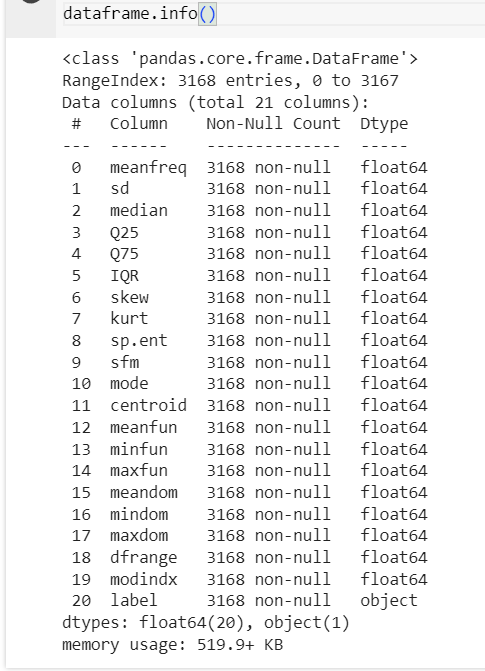 dataframe.info()
<class 'pandas.core.frame.DataFrame'>
RangeIndex: 3168 entries, 0 to 3167
Data columns (total 21 columns):
 #   Column    Non-Null Count  Dtype
---  ------    --------------  -----
 0   meanfreq  3168 non-null   float64
 1   sd        3168 non-null   float64
 2   median    3168 non-null   float64
 3   Q25       3168 non-null   float64
 4   Q75       3168 non-null   float64
 5   IQR       3168 non-null   float64
 6   skew      3168 non-null   float64
 7   kurt      3168 non-null   float64
 8   sp.ent    3168 non-null   float64
 9   sfm       3168 non-null   float64
 10  mode      3168 non-null   float64
 11  centroid  3168 non-null   float64
 12  meanfun   3168 non-null   float64
 13  minfun    3168 non-null   float64
 14  maxfun    3168 non-null   float64
 15  meandom   3168 non-null   float64
 16  mindom    3168 non-null   float64
 17  maxdom    3168 non-null   float64
 18  dfrange   3168 non-null   float64
 19  modindx   3168 non-null   float64
 20  label     3168 non-null   object
dtypes: float64(20), object(1)
memory usage: 519.9+ KB